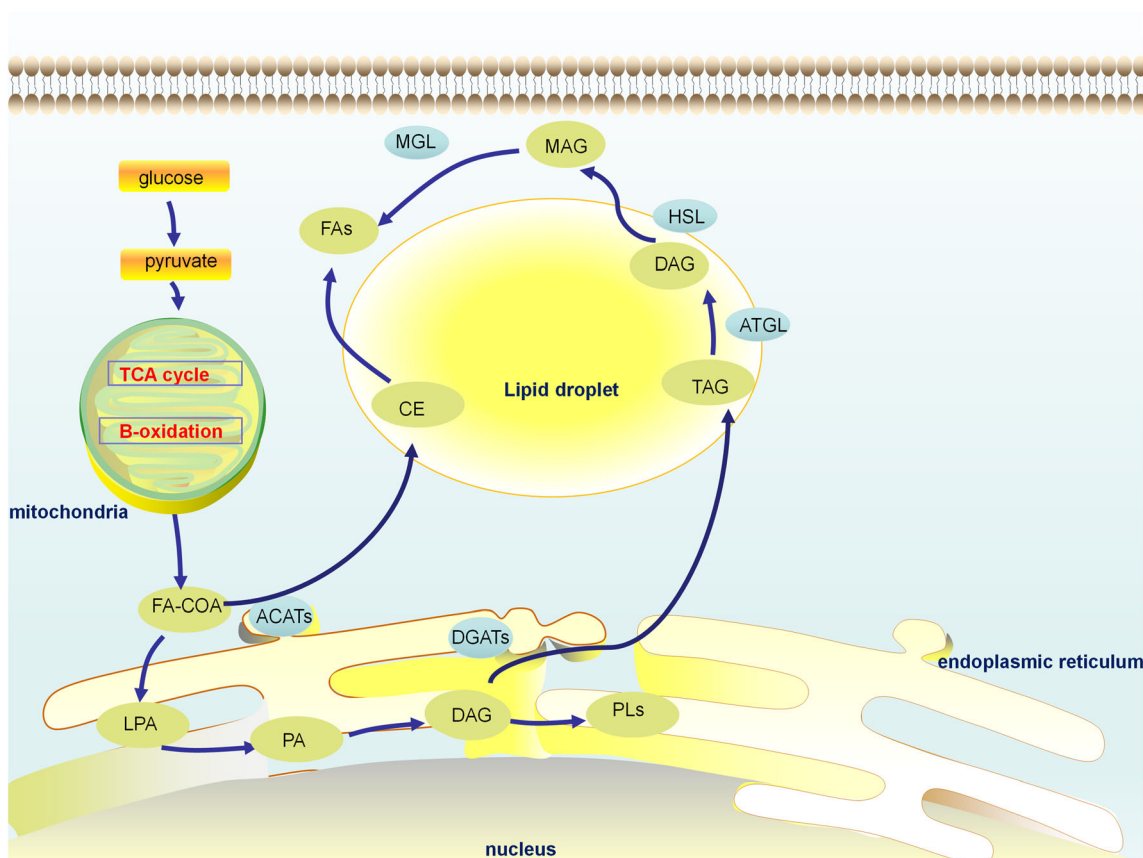 MGL
MAG
glucose
HSL
FAs
pyruvate
DAG
ATGL
TCA cycle
Lipid droplet
TAG
CE
B-oxidation
mitochondria
FA-COA
ACATs
DGATs
endoplasmic reticulum
LPA
DAG
PLs
PA
nucleus